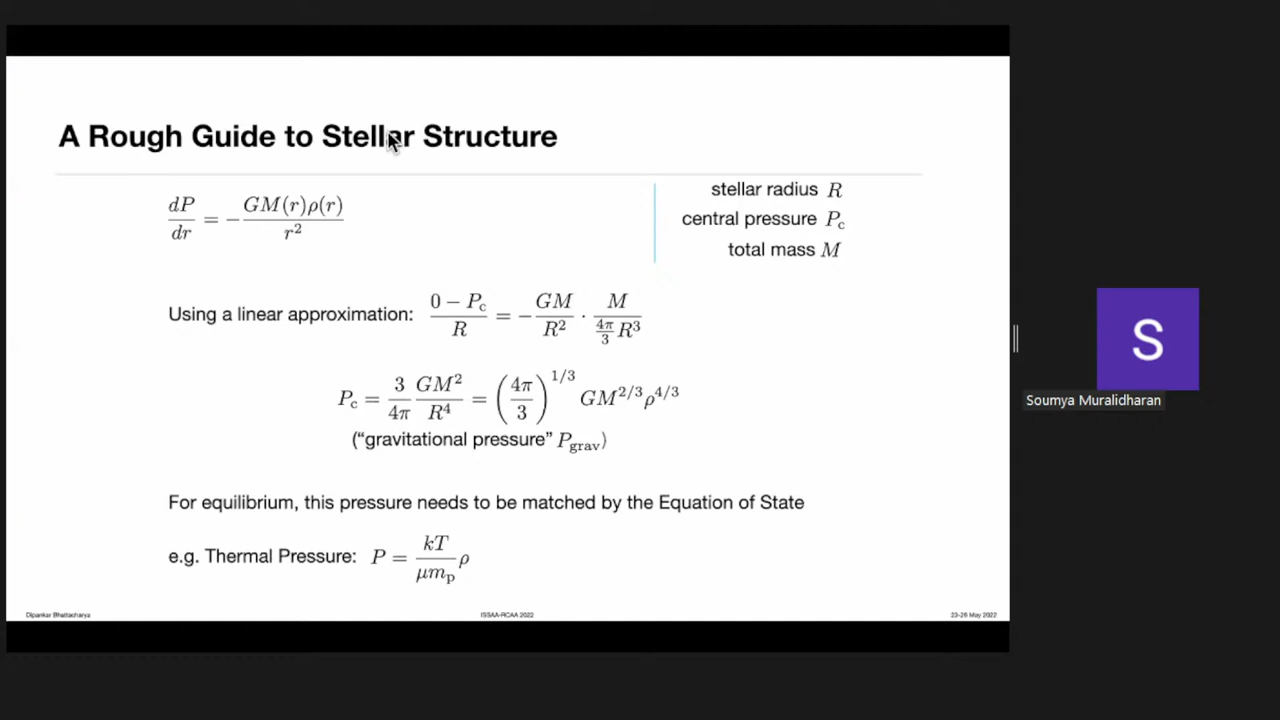 A Rough Guide to Stellar Structure
dP/dr = −GM(r)ρ(r)/r²
stellar radius R
central pressure P_c
total mass M
Using a linear approximation: (0 − P_c)/R = −GM/R² · M/(4π/3 R³)
P_c = 3/4π GM²/R⁴ = (4π/3)^{1/3} GM^{2/3}ρ^{4/3}
(“gravitational pressure” P_grav)
For equilibrium, this pressure needs to be matched by the Equation of State
e.g. Thermal Pressure: P = kT/μm_p ρ
Dipankar Bhattacharya
ISSAA-RCAA 2022
23-26 May 2022
S
Soumya Muralidharan